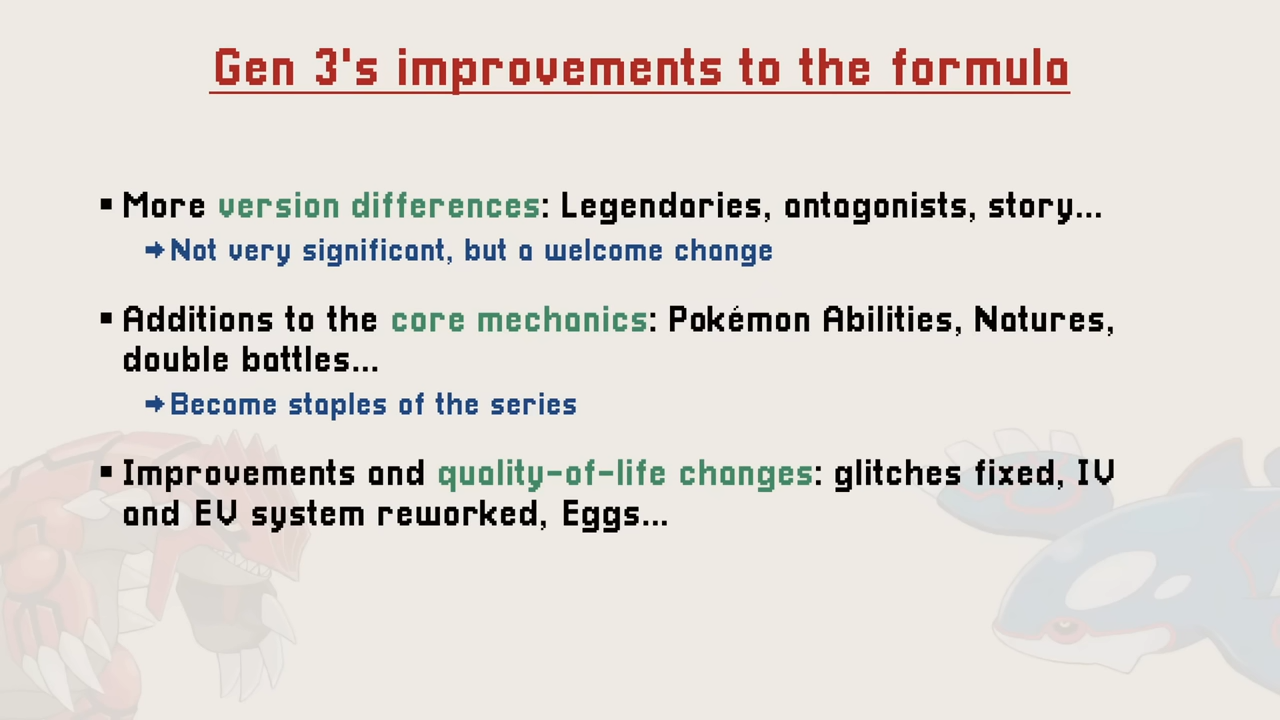 Gen 3's improvements to the formula
▪ More version differences: Legendaries, antagonists, story...
➔ Not very significant, but a welcome change
▪ Additions to the core mechanics: Pokémon Abilities, Natures,
double battles...
➔ Became staples of the series
▪ Improvements and quality-of-life changes: glitches fixed, IV
and EV system reworked, Eggs...